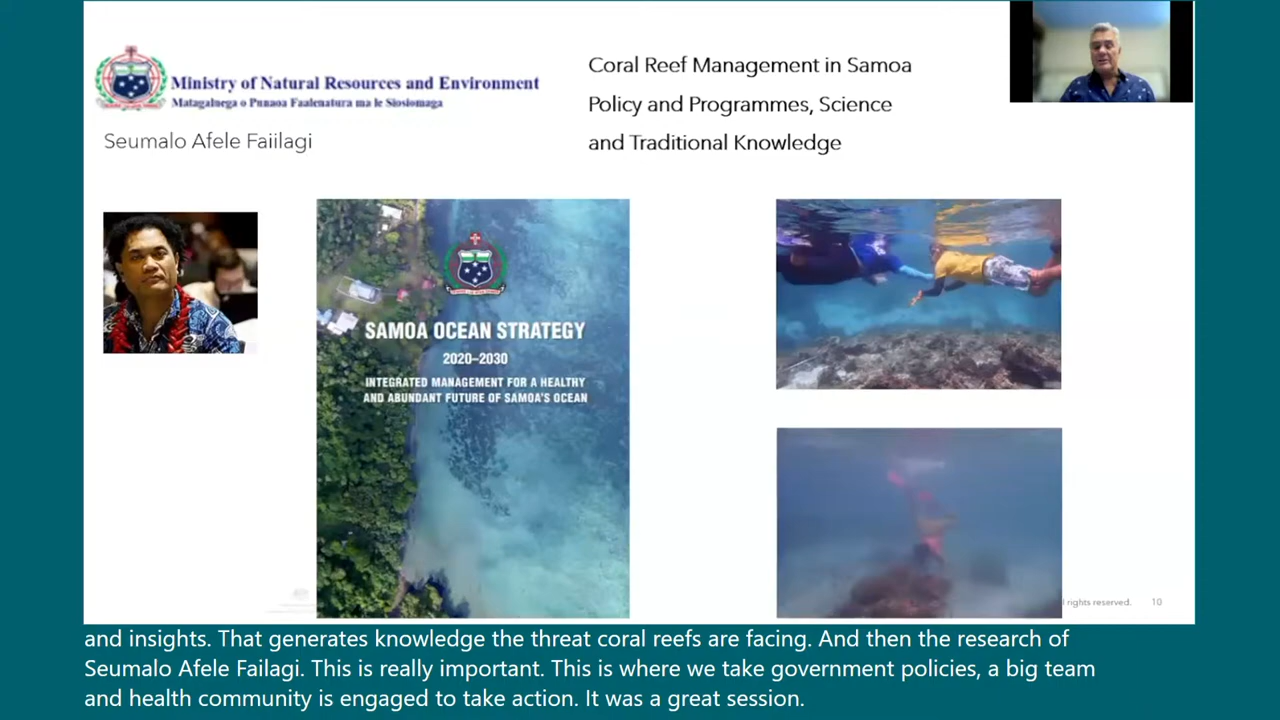 Ministry of Natural Resources and Environment
Matagaluega o Punaoa Faalenatura ma le Siosiomaga
Seumalo Afele Faiilagi
Coral Reef Management in Samoa
Policy and Programmes, Science
and Traditional Knowledge
SAMOA OCEAN STRATEGY
2020–2030
INTEGRATED MANAGEMENT FOR A HEALTHY
AND ABUNDANT FUTURE OF SAMOA'S OCEAN
rights reserved. 10
and insights. That generates knowledge the threat coral reefs are facing. And then the research of
Seumalo Afele Failagi. This is really important. This is where we take government policies, a big team
and health community is engaged to take action. It was a great session.